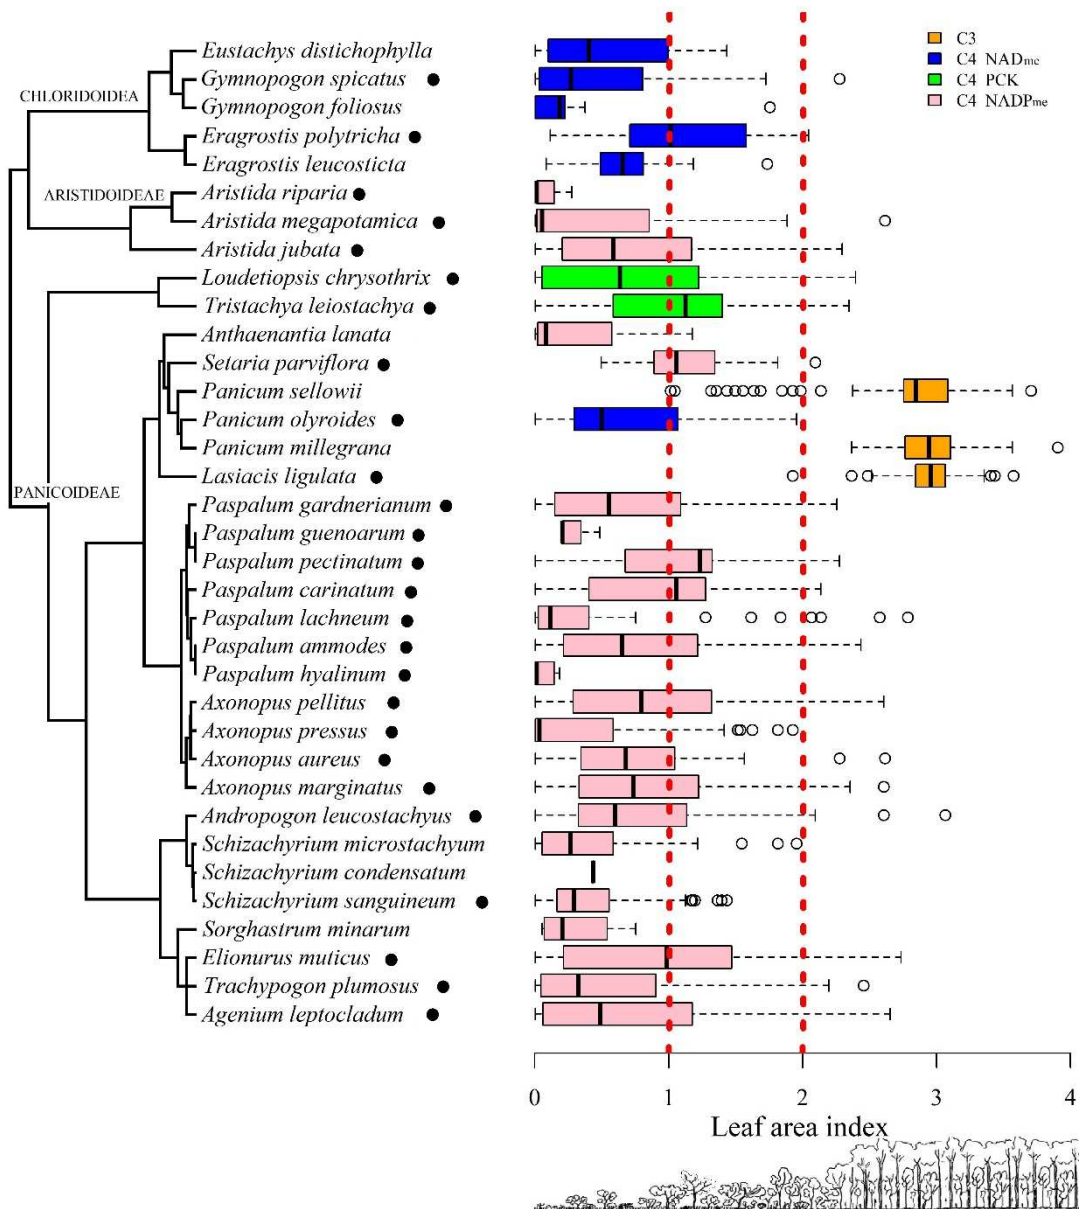 C3
C4 NADme
C4 PCK
C4 NADPme
CHLORIDOIDEA
ARISTIDOIDEAE
PANICOIDEAE
Eustachys distichophylla
Gymnopogon spicatus
Gymnopogon foliosus
Eragrostis polytricha
Eragrostis leucosticta
Aristida riparia
Aristida megapotamica
Aristida jubata
Loudetiopsis chrysothrix
Tristachya leiostachya
Anthaenantia lanata
Setaria parviflora
Panicum sellowii
Panicum olyroides
Panicum millegrana
Lasiacis ligulata
Paspalum gardnerianum
Paspalum guenoarum
Paspalum pectinatum
Paspalum carinatum
Paspalum lachneum
Paspalum ammodes
Paspalum hyalinum
Axonopus pellitus
Axonopus pressus
Axonopus aureus
Axonopus marginatus
Andropogon leucostachyus
Schizachyrium microstachyum
Schizachyrium condensatum
Schizachyrium sanguineum
Sorghastrum minarum
Elionurus muticus
Trachypogon plumosus
Agenium leptocladum
0 1 2 3 4
Leaf area index